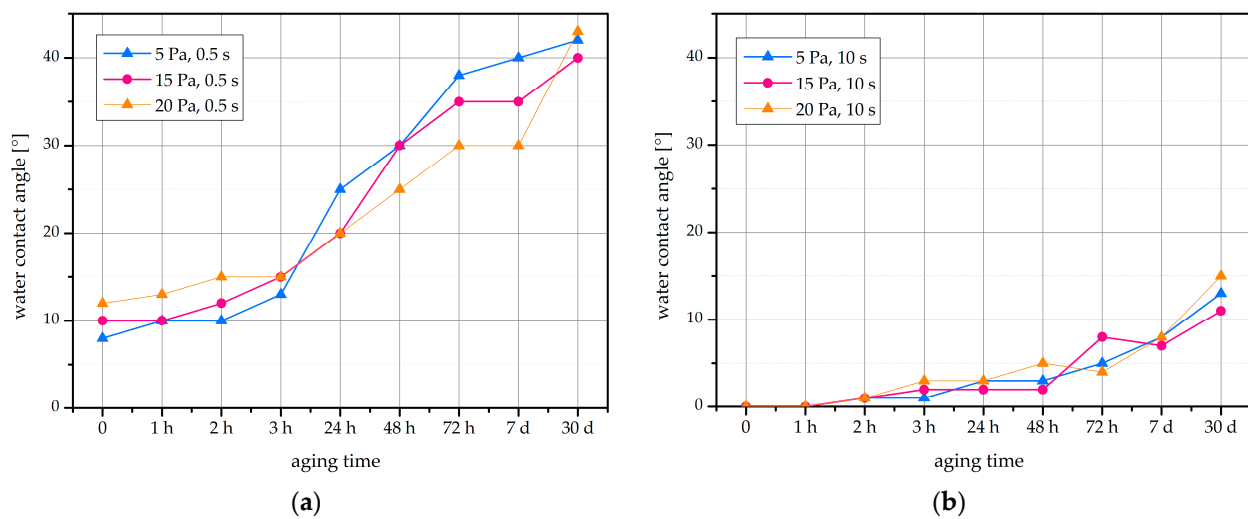 5 Pa, 0.5 s
15 Pa, 0.5 s
20 Pa, 0.5 s
water contact angle [°]
40
30
20
10
0
0 1 h 2 h 3 h 24 h 48 h 72 h 7 d 30 d
aging time
(a)
5 Pa, 10 s
15 Pa, 10 s
20 Pa, 10 s
water contact angle [°]
40
30
20
10
0
0 1 h 2 h 3 h 24 h 48 h 72 h 7 d 30 d
aging time
(b)